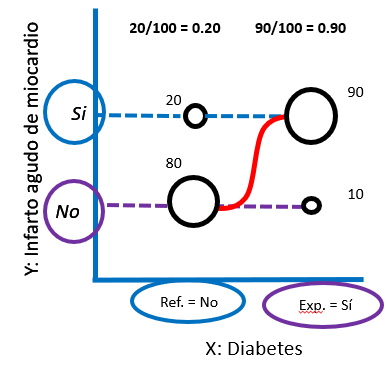 20/100 = 0.20
90/100 = 0.90
Y: Infarto agudo de miocardio
Si
20
90
80
No
10
Ref. = No
Exp. = Sí
X: Diabetes